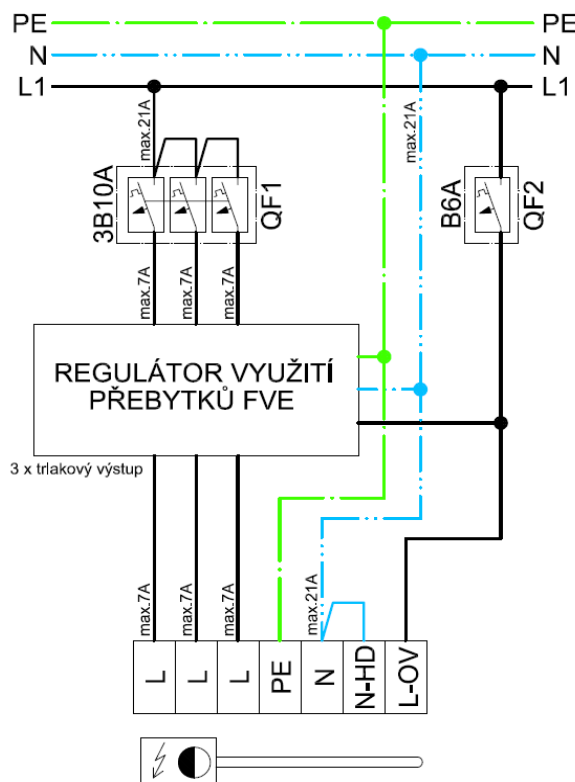 PE PE
N N
L1 L1
max.21A
max.21A
3B10A
QF1
B6A
QF2
max.7A
max.7A
max.7A
REGULÁTOR VYUŽITÍ
PŘEBYTKŮ FVE
3 x trlakový výstup
max.7A
max.7A
max.7A
max.21A
L
L
L
PE
N
N-HD
L-OV